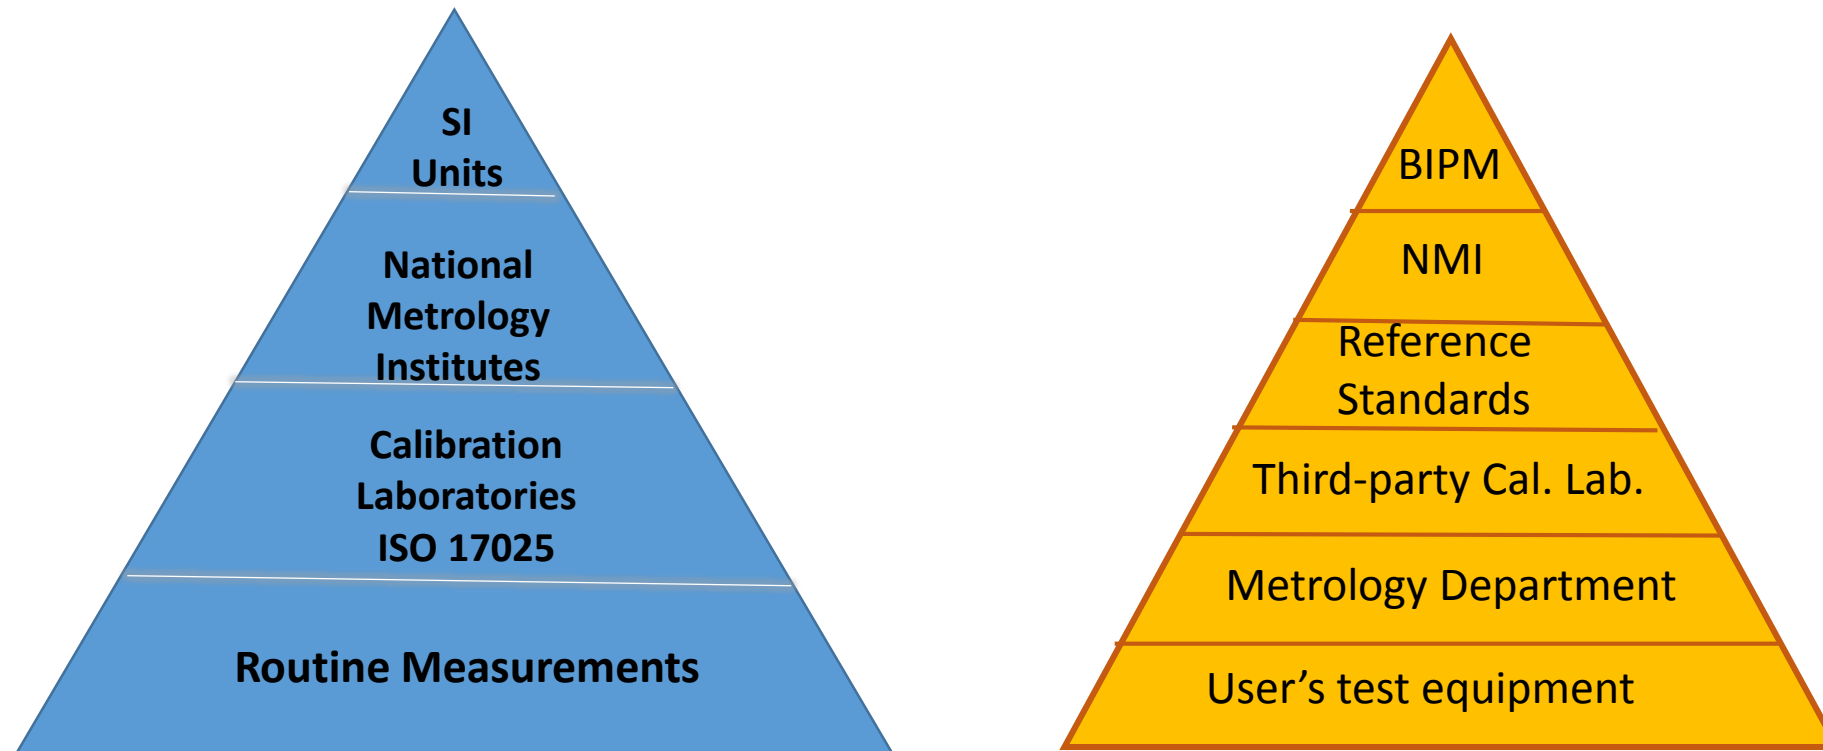 SI
Units
National
Metrology
Institutes
Calibration
Laboratories
ISO 17025
Routine Measurements
BIPM
NMI
Reference
Standards
Third-party Cal. Lab.
Metrology Department
User’s test equipment